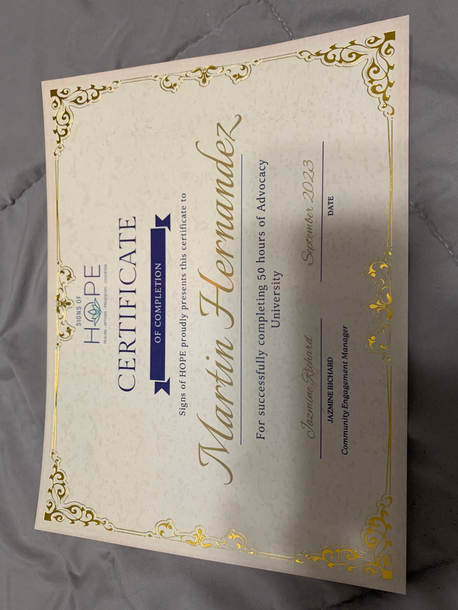 SIGNS OF
HOPE
CERTIFICATE
OF COMPLETION
Signs of HOPE proudly presents this certificate to
Martin Hernandez
For successfully completing 50 hours of Advocacy
University
Jazmine Richard
September 2023
JAZMINE RICHARD
DATE
Community Engagement Manager